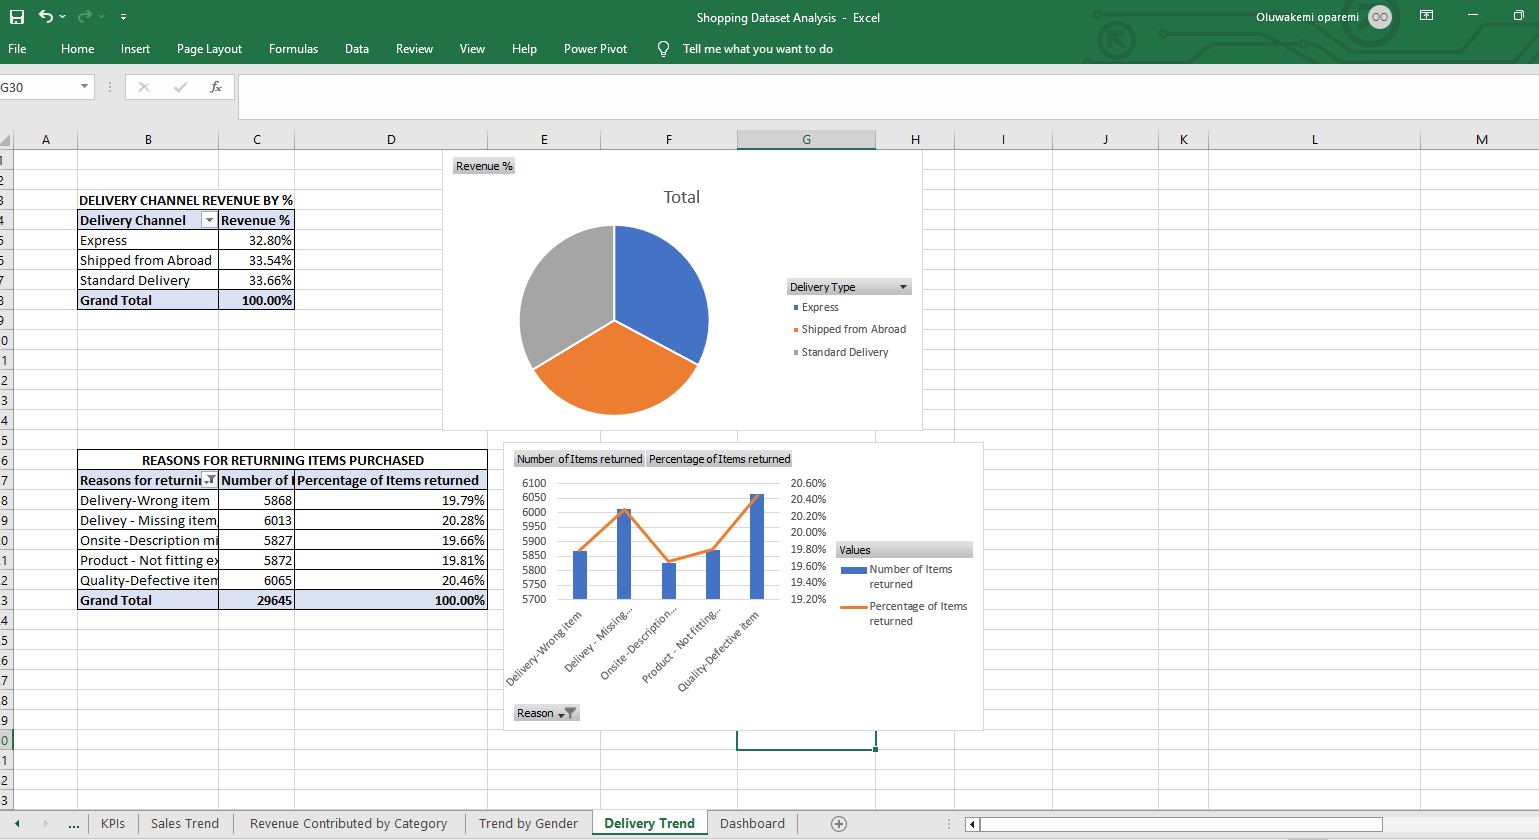 Shopping Dataset Analysis - Excel
Oluwakemi oparemi OO
File Home Insert Page Layout Formulas Data Review View Help Power Pivot Tell me what you want to do
G30
fx
A B C D E F G H I J K L M
DELIVERY CHANNEL REVENUE BY %
Delivery Channel Revenue %
Express 32.80%
Shipped from Abroad 33.54%
Standard Delivery 33.66%
Grand Total 100.00%
Revenue %
Total
Delivery Type
Express
Shipped from Abroad
Standard Delivery
REASONS FOR RETURNING ITEMS PURCHASED
Reasons for returnin Number of I Percentage of Items returned
Delivery-Wrong item 5868 19.79%
Delivey - Missing item 6013 20.28%
Onsite -Description mi 5827 19.66%
Product - Not fitting ex 5872 19.81%
Quality-Defective item 6065 20.46%
Grand Total 29645 100.00%
Number of Items returned Percentage of Items returned
6100 20.60%
6050 20.40%
6000 20.20%
5950 20.00%
5900 19.80%
5850 19.60%
5800 19.40%
5750 19.20%
5700
Delivery-Wrong item
Delivey - Missing...
Onsite -Description...
Product - Not fitting...
Quality-Defective item
Values
Number of Items
returned
Percentage of Items
returned
Reason
... KPIs Sales Trend Revenue Contributed by Category Trend by Gender Delivery Trend Dashboard